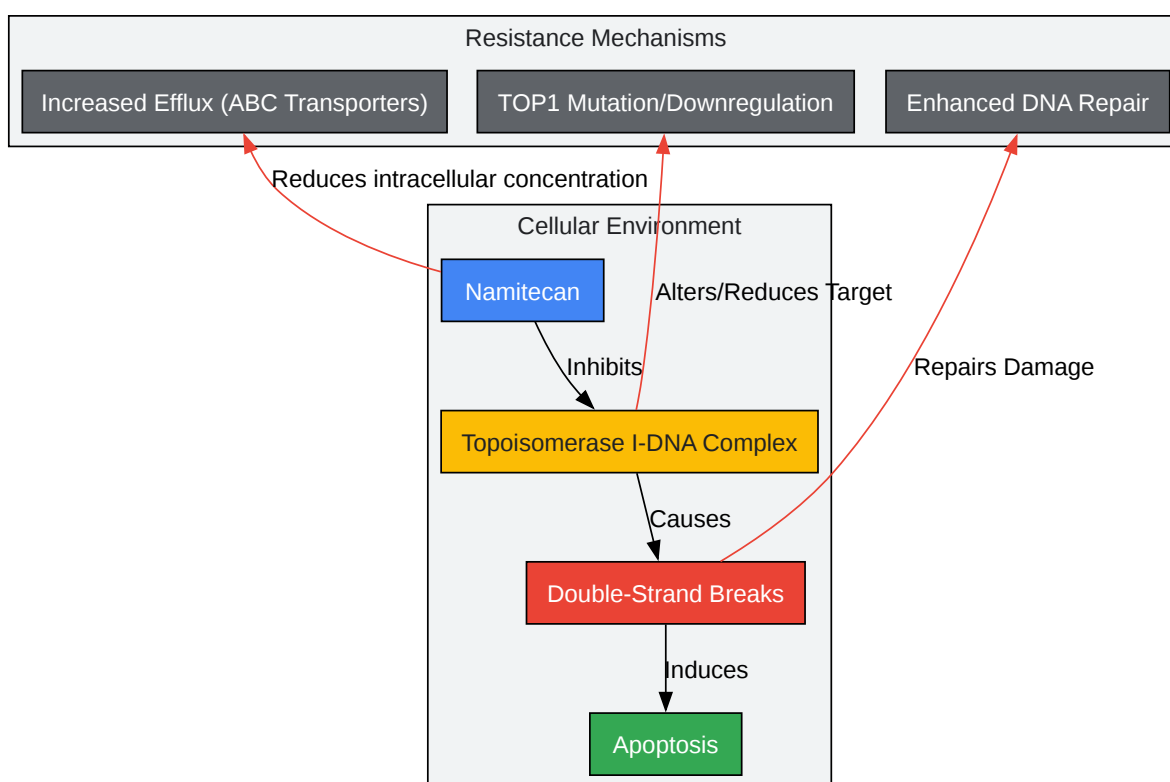 Resistance Mechanisms
Increased Efflux (ABC Transporters)
TOP1 Mutation/Downregulation
Enhanced DNA Repair
Reduces intracellular concentration
Cellular Environment
Namitecan
Alters/Reduces Target
Inhibits
Repairs Damage
Topoisomerase I-DNA Complex
Causes
Double-Strand Breaks
Induces
Apoptosis